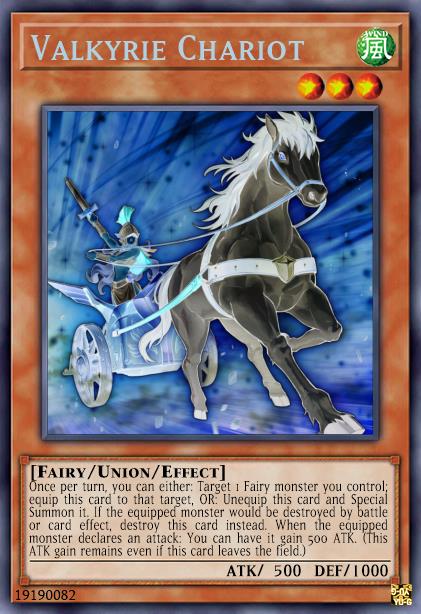 Valkyrie Chariot
WIND
風
[Fairy/Union/Effect]
Once per turn, you can either: Target 1 Fairy monster you control;
equip this card to that target, OR: Unequip this card and Special
Summon it. If the equipped monster would be destroyed by battle
or card effect, destroy this card instead. When the equipped
monster declares an attack: You can have it gain 500 ATK. (This
ATK gain remains even if this card leaves the field.)
ATK/ 500 DEF/1000
19190082